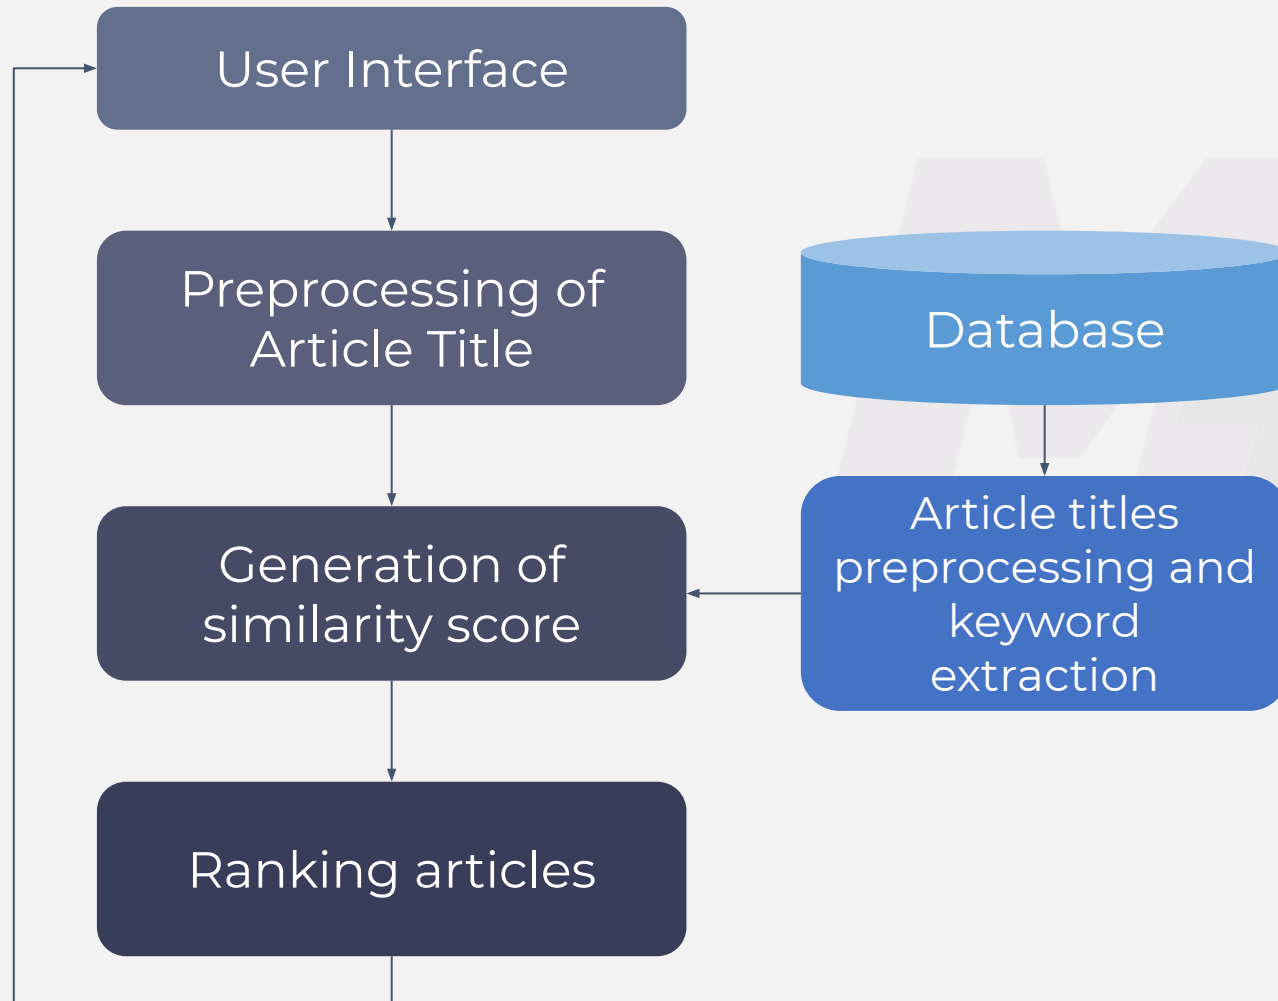 User Interface
Preprocessing of
Article Title
Database
Generation of
similarity score
Article titles
preprocessing and
keyword
extraction
Ranking articles